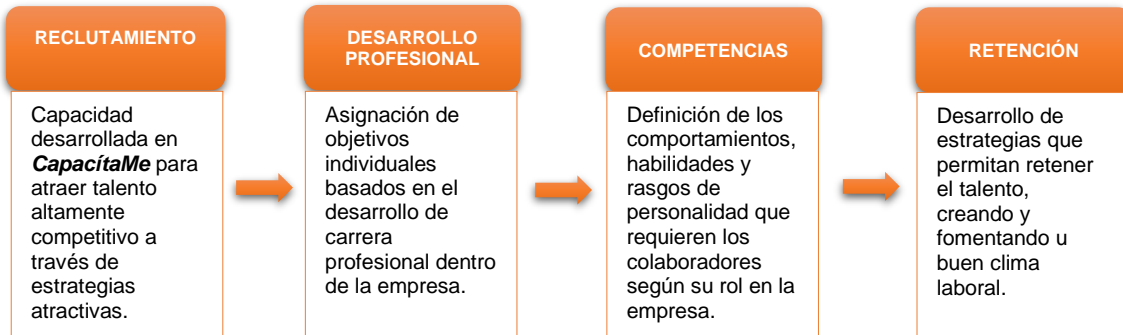 RECLUTAMIENTO
Capacidad
desarrollada en
CapacítaMe para
atraer talento
altamente
competitivo a
través de
estrategias
atractivas.
DESARROLLO
PROFESIONAL
Asignación de
objetivos
individuales
basados en el
desarrollo de
carrera
profesional dentro
de la empresa.
COMPETENCIAS
Definición de los
comportamientos,
habilidades y
rasgos de
personalidad que
requieren los
colaboradores
según su rol en la
empresa.
RETENCIÓN
Desarrollo de
estrategias que
permitan retener
el talento,
creando y
fomentando u
buen clima
laboral.